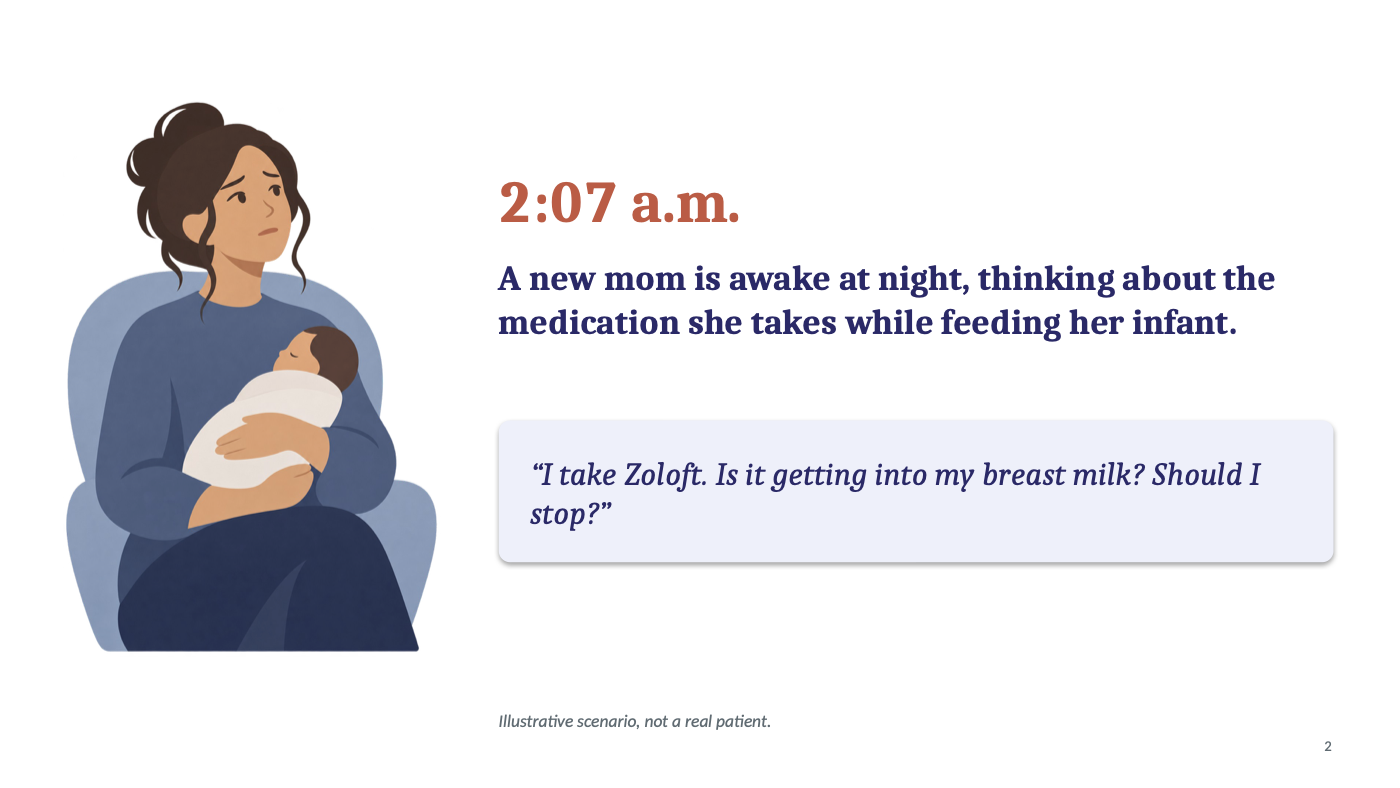 2:07 a.m.
A new mom is awake at night, thinking about the
medication she takes while feeding her infant.
“I take Zoloft. Is it getting into my breast milk? Should I
stop?”
Illustrative scenario, not a real patient.
2